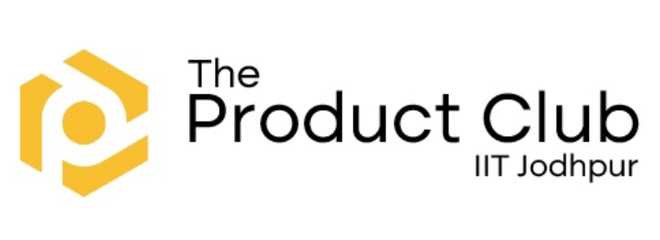 The
Product Club
IIT Jodhpur